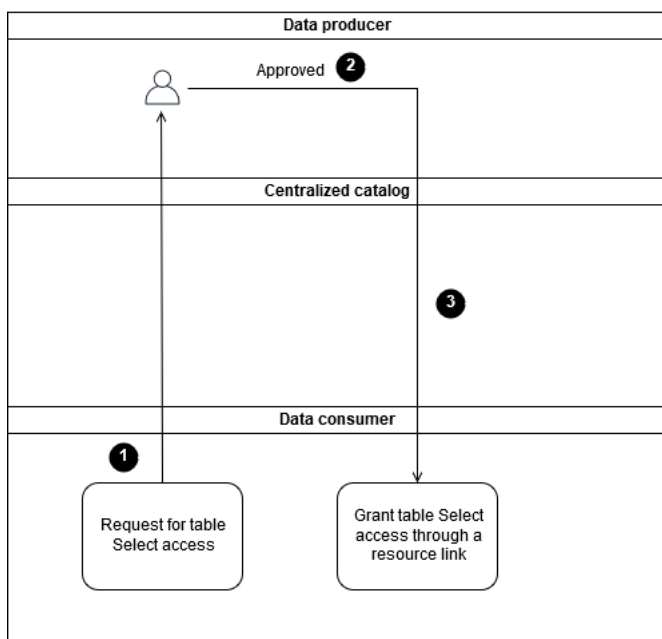 Data producer
Approved 2
Centralized catalog
3
Data consumer
1
Request for table
Select access
Grant table Select
access through a
resource link